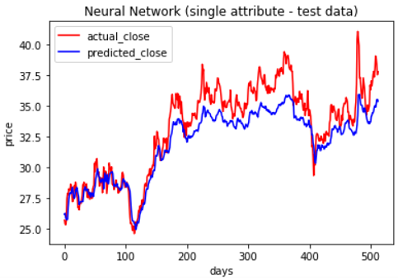 Neural Network (single attribute - test data)
actual_close
predicted_close
40.0
37.5
35.0
32.5
30.0
27.5
25.0
price
0
100
200
300
400
500
days